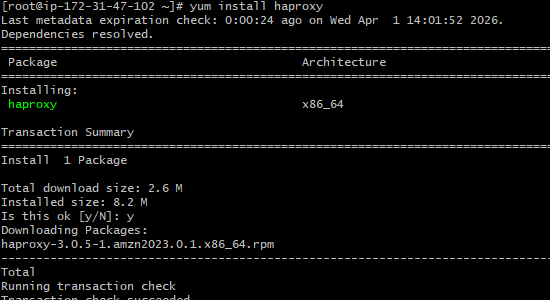 [root@ip-172-31-47-102 ~]# yum install haproxy
Last metadata expiration check: 0:00:24 ago on Wed Apr  1 14:01:52 2026.
Dependencies resolved.
Package Architecture
Installing:
haproxy x86_64
Transaction Summary
Install  1 Package
Total download size: 2.6 M
Installed size: 8.2 M
Is this ok [y/N]: y
Downloading Packages:
haproxy-3.0.5-1.amzn2023.0.1.x86_64.rpm
Total
Running transaction check
Transaction check succeeded